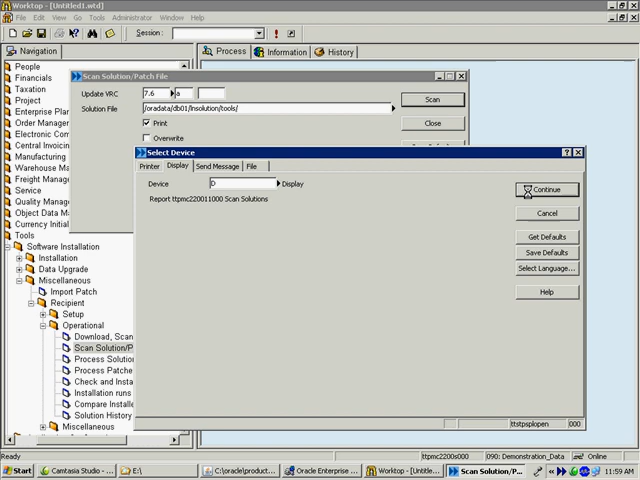 Worktop - [Untitled1.wtd]
File Edit View Go Tools Administrator Window Help
Session:
Navigation
Process Information History
People
Financials
Taxation
Project
Enterprise Plan
Order Manager
Electronic Com
Central Invoicin
Manufacturing
Warehouse Ma
Freight Manage
Service
Quality Manag
Object Data Ma
Currency Initial
Tools
Software Installation
Installation
Data Upgrade
Miscellaneous
Import Patch
Recipient
Setup
Operational
Download, Scan
Scan Solution/P
Process Solutio
Process Patche
Check and Insta
Installation runs
Compare Installe
Solution History
Miscellaneous
Scan Solution/Patch File
Update VRC 7.6 a
Solution File /oradata/db01/lnsolution/tools/
Print
Overwrite
Scan
Close
Select Device
Printer Display Send Message File
Device D Display
Report ttpmc220011000 Scan Solutions
Continue
Cancel
Get Defaults
Save Defaults
Select Language...
Help
ttstpsplopen 000
Ready ttpmc2200s000 090: Demonstration_Data Online
Start Camtasia Studio - ... E:\ C:\oracle\product... Oracle Enterprise ... Worktop - [Untitle... Scan Solution/P... 11:59 AM